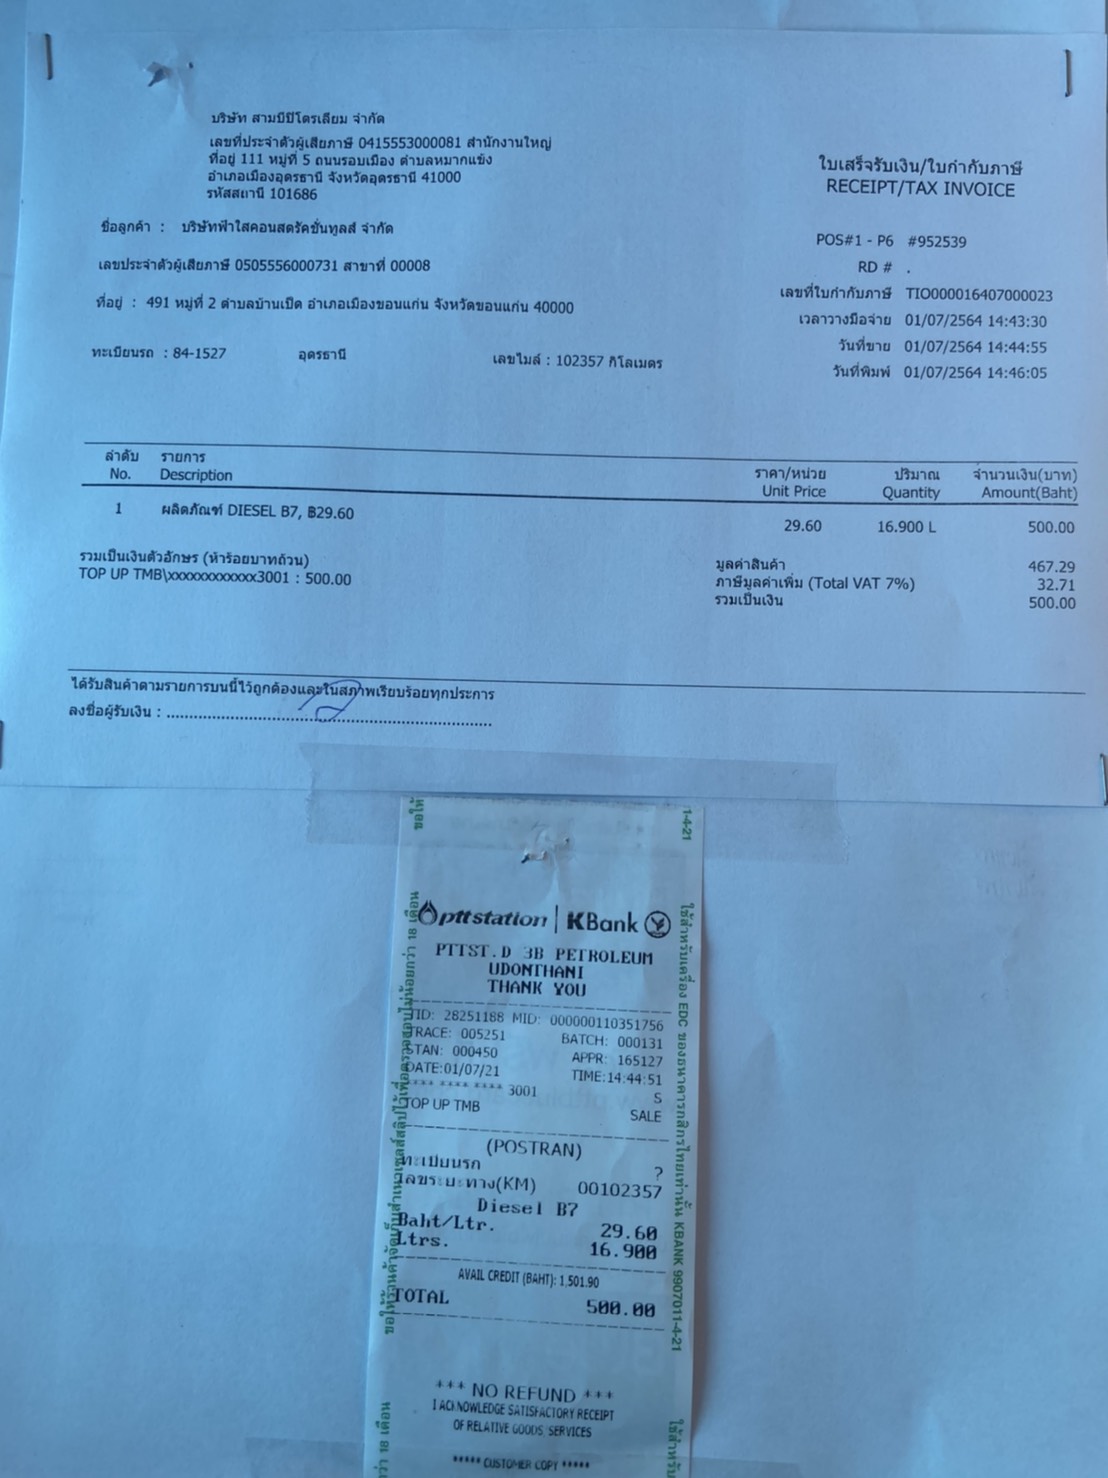 บริษัท สามบีปิโตรเลียม จำกัด
เลขที่ประจำตัวผู้เสียภาษี 0415553000081 สำนักงานใหญ่
ที่อยู่ 111 หมู่ที่ 5 ถนนรอบเมือง ตำบลหมากแข้ง
อำเภอเมืองอุดรธานี จังหวัดอุดรธานี 41000
รหัสสถานี 101686
ใบเสร็จรับเงิน/ใบกำกับภาษี
RECEIPT/TAX INVOICE
ชื่อลูกค้า : บริษัทฟ้าใสคอนสตรัคชั่นทูลส์ จำกัด
POS#1 - P6 #952539
เลขประจำตัวผู้เสียภาษี 0505556000731 สาขาที่ 00008
RD # .
ที่อยู่ : 491 หมู่ที่ 2 ตำบลบ้านเป็ด อำเภอเมืองขอนแก่น จังหวัดขอนแก่น 40000
เลขที่ใบกำกับภาษี TIO000016407000023
เวลาวางมือจ่าย 01/07/2564 14:43:30
ทะเบียนรถ : 84-1527 อุดรธานี เลขไมล์ : 102357 กิโลเมตร
วันที่ขาย 01/07/2564 14:44:55
วันที่พิมพ์ 01/07/2564 14:46:05
ลำดับ รายการ ราคา/หน่วย ปริมาณ จำนวนเงิน(บาท)
No. Description Unit Price Quantity Amount(Baht)
1 ผลิตภัณฑ์ DIESEL B7, ฿29.60 29.60 16.900 L 500.00
รวมเป็นเงินตัวอักษร (ห้าร้อยบาทถ้วน) มูลค่าสินค้า 467.29
TOP UP TMB\xxxxxxxxxxxx3001 : 500.00 ภาษีมูลค่าเพิ่ม (Total VAT 7%) 32.71
รวมเป็นเงิน 500.00
ได้รับสินค้าตามรายการบนนี้ไว้ถูกต้องและในสภาพเรียบร้อยทุกประการ
ลงชื่อผู้รับเงิน :
pttstation | KBank
PTTST.D 3B PETROLEUM
UDONTHANI
THANK YOU
TID: 28251188 MID: 000000110351756
TRACE: 005251 BATCH: 000131
STAN: 000450 APPR: 165127
DATE:01/07/21 TIME:14:44:51
**** **** **** 3001 S
TOP UP TMB SALE
(POSTRAN)
ทะเบียนรถ ?
เลขระยะทาง(KM) 00102357
Diesel B7
Baht/Ltr. 29.60
Ltrs. 16.900
AVAIL CREDIT (BAHT): 1,501.90
TOTAL 500.00
*** NO REFUND ***
I ACKNOWLEDGE SATISFACTORY RECEIPT
OF RELATIVE GOODS/SERVICES
***** CUSTOMER COPY *****
1-4-21
ใช้สำหรับเครื่อง EDC ของธนาคารกสิกรไทยเท่านั้น KBANK 9907011-4-21
ใช้สำหรับ